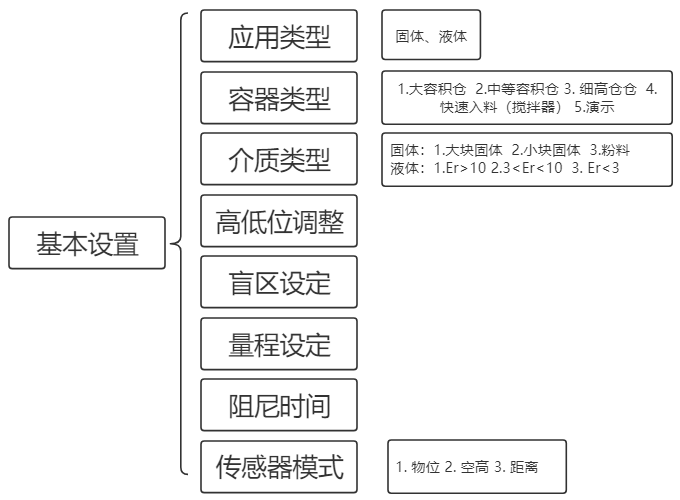 基本设置
应用类型
固体、液体
容器类型
1.大容积仓 2.中等容积仓 3. 细高仓仓 4.
快速入料（搅拌器） 5.演示
介质类型
固体：1.大块固体 2.小块固体 3.粉料
液体：1.Er>10 2.3<Er<10 3. Er<3
高低位调整
盲区设定
量程设定
阻尼时间
传感器模式
1. 物位 2. 空高 3. 距离